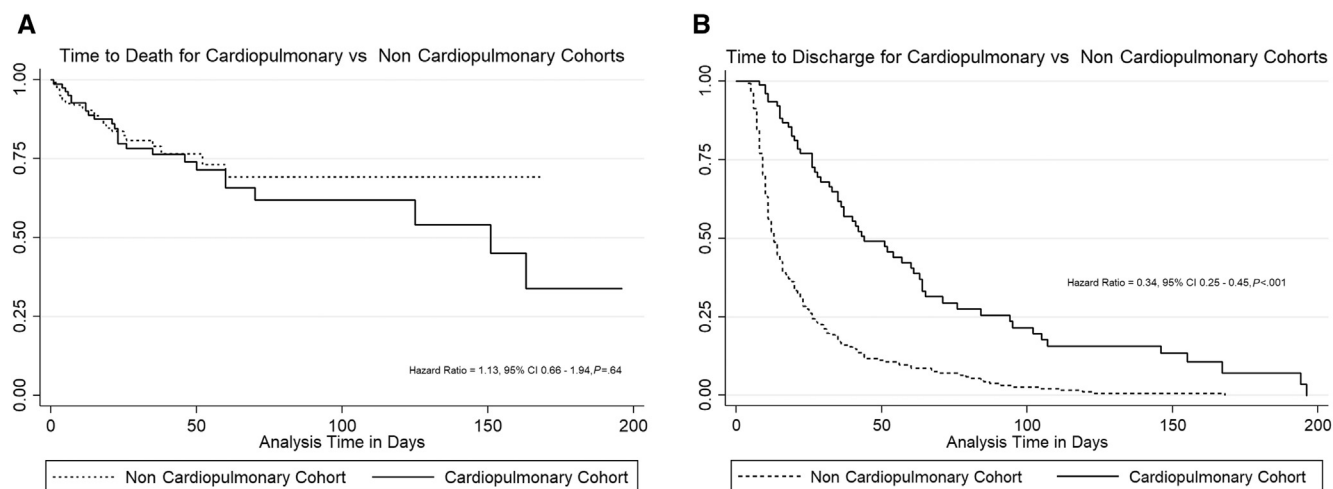 A
Time to Death for Cardiopulmonary vs Non Cardiopulmonary Cohorts
1.00
0.75
0.50
0.25
0.00
Hazard Ratio = 1.13, 95% CI 0.66 - 1.94, P=.64
0 50 100 150 200
Analysis Time in Days
Non Cardiopulmonary Cohort Cardiopulmonary Cohort
B
Time to Discharge for Cardiopulmonary vs Non Cardiopulmonary Cohorts
1.00
0.75
0.50
0.25
0.00
Hazard Ratio = 0.34, 95% CI 0.25 - 0.45, P<.001
0 50 100 150 200
Analysis Time in Days
Non Cardiopulmonary Cohort Cardiopulmonary Cohort